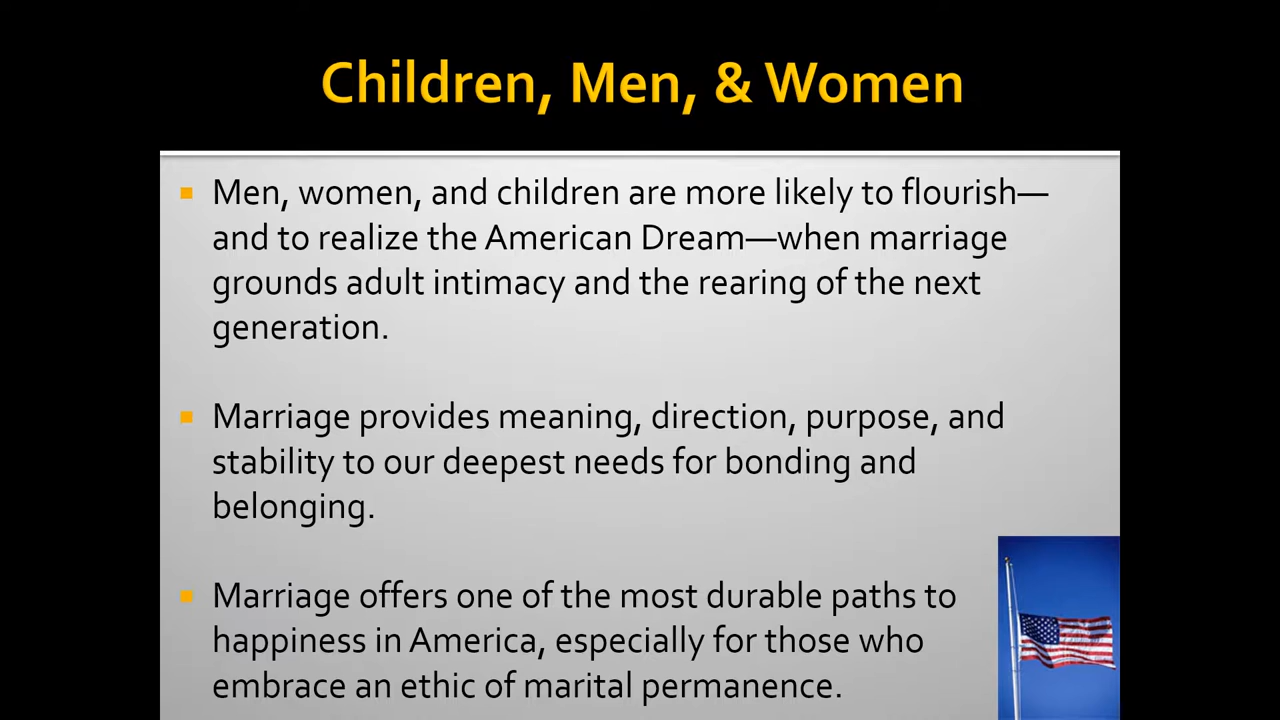 Children, Men, & Women
Men, women, and children are more likely to flourish—
and to realize the American Dream—when marriage
grounds adult intimacy and the rearing of the next
generation.
Marriage provides meaning, direction, purpose, and
stability to our deepest needs for bonding and
belonging.
Marriage offers one of the most durable paths to
happiness in America, especially for those who
embrace an ethic of marital permanence.